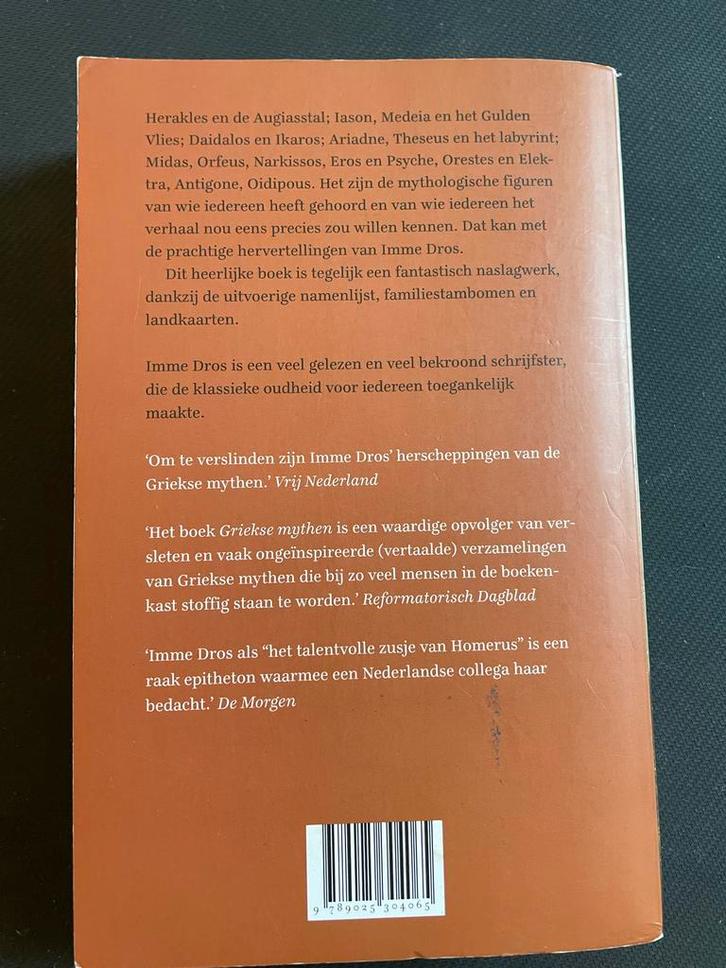 Herakles en de Augiasstal; Iason, Medeia en het Gulden
Vlies; Daidalos en Ikaros; Ariadne, Theseus en het labyrint;
Midas, Orfeus, Narkissos, Eros en Psyche, Orestes en Elek-
tra, Antigone, Oidipous. Het zijn de mythologische figuren
van wie iedereen heeft gehoord en van wie iedereen het
verhaal nou eens precies zou willen kennen. Dat kan met
de prachtige hervertellingen van Imme Dros.
Dit heerlijke boek is tegelijk een fantastisch naslagwerk,
dankzij de uitvoerige namenlijst, familiestambomen en
landkaarten.
Imme Dros is een veel gelezen en veel bekroond schrijfster,
die de klassieke oudheid voor iedereen toegankelijk
maakte.
‘Om te verslinden zijn Imme Dros’ herscheppingen van de
Griekse mythen.’ Vrij Nederland
‘Het boek Griekse mythen is een waardige opvolger van ver-
sleten en vaak ongeïnspireerde (vertaalde) verzamelingen
van Griekse mythen die bij zo veel mensen in de boeken-
kast stoffig staan te worden.’ Reformatorisch Dagblad
‘Imme Dros als “het talentvolle zusje van Homerus” is een
raak epitheton waarmee een Nederlandse collega haar
bedacht.’ De Morgen
9 789025 304065